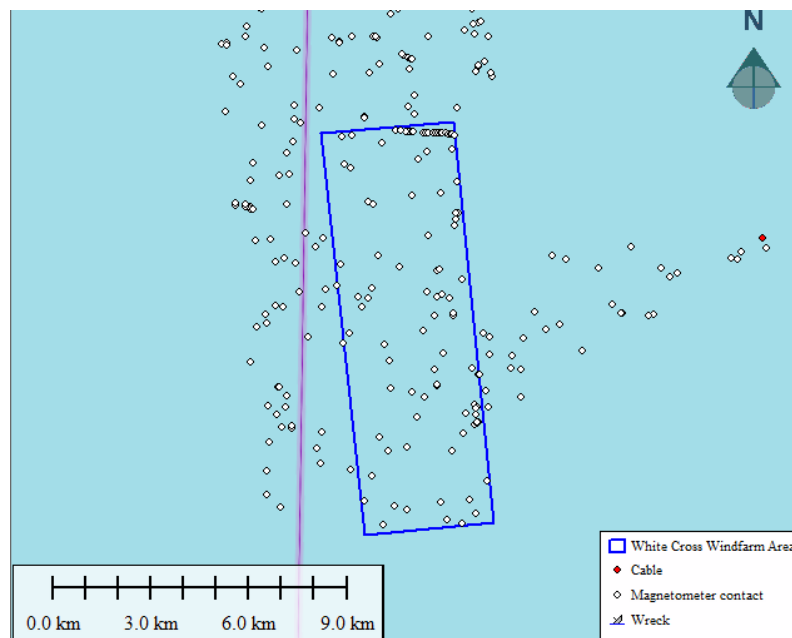 N
White Cross Windfarm Area
Cable
Magnetometer contact
Wreck
0.0 km 3.0 km 6.0 km 9.0 km